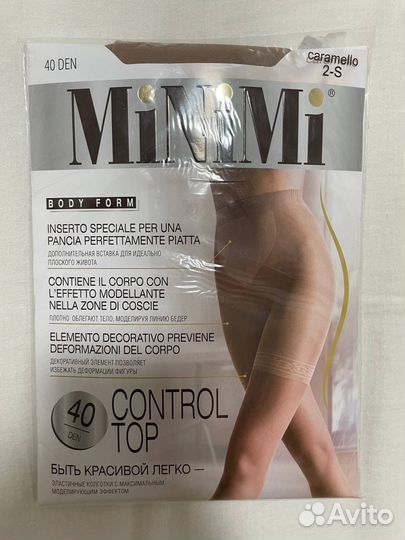 40 DEN
caramello
2-S
MiNiMi®
BODY FORM
INSERTO SPECIALE PER UNA
PANCIA PERFETTAMENTE PIATTA
ДОПОЛНИТЕЛЬНАЯ ВСТАВКА ДЛЯ ИДЕАЛЬНО
ПЛОСКОГО ЖИВОТА
CONTIENE IL CORPO CON
L'EFFETTO MODELLANTE
NELLA ZONE DI COSCIE
ПЛОТНО ОБЛЕГАЮТ ТЕЛО, МОДЕЛИРУЯ ЛИНИЮ БЕДЕР
ELEMENTO DECORATIVO PREVIENE
DEFORMAZIONI DEL CORPO
ДЕКОРАТИВНЫЙ ЭЛЕМЕНТ ПОЗВОЛЯЕТ
ИЗБЕЖАТЬ ДЕФОРМАЦИИ ФИГУРЫ
40
DEN
CONTROL
TOP
БЫТЬ КРАСИВОЙ ЛЕГКО —
ЭЛАСТИЧНЫЕ КОЛГОТКИ С МАКСИМАЛЬНЫМ
МОДЕЛИРУЮЩИМ ЭФФЕКТОМ
Avito